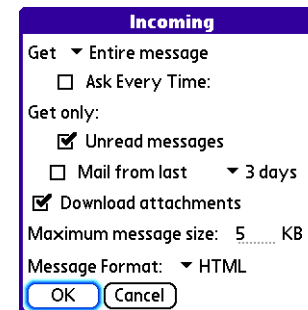 Incoming
Get Entire message
Ask Every Time:
Get only:
Unread messages
Mail from last 3 days
Download attachments
Maximum message size: 5 KB
Message Format: HTML
OK Cancel